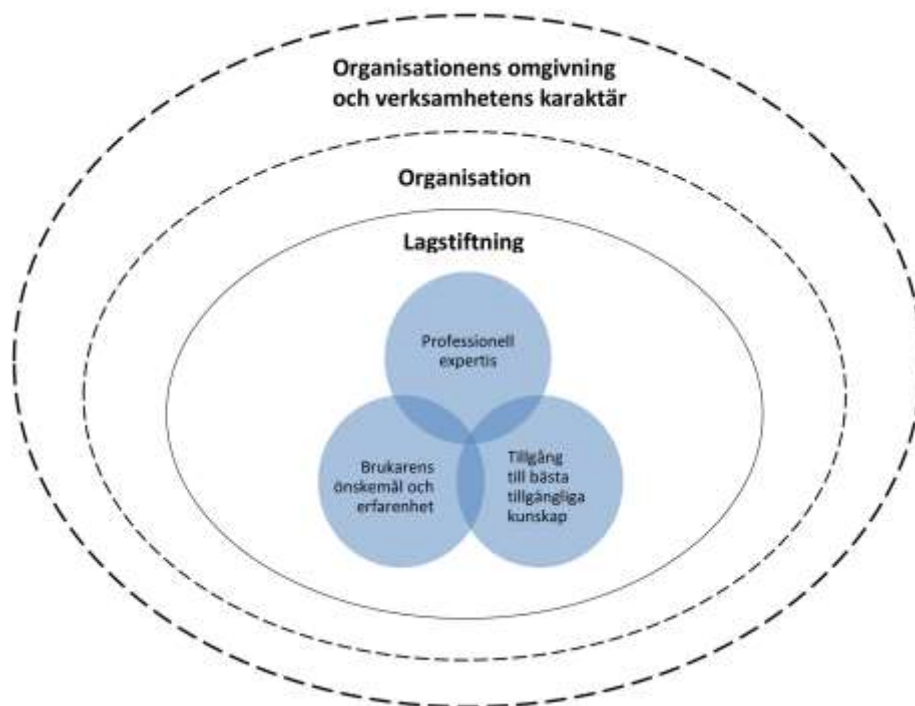 Organisationens omgivning
och verksamhetens karaktär
Organisation
Lagstiftning
Professionell
expertis
Brukarens
önskemål och
erfarenhet
Tillgång
till bästa
tillgängliga
kunskap